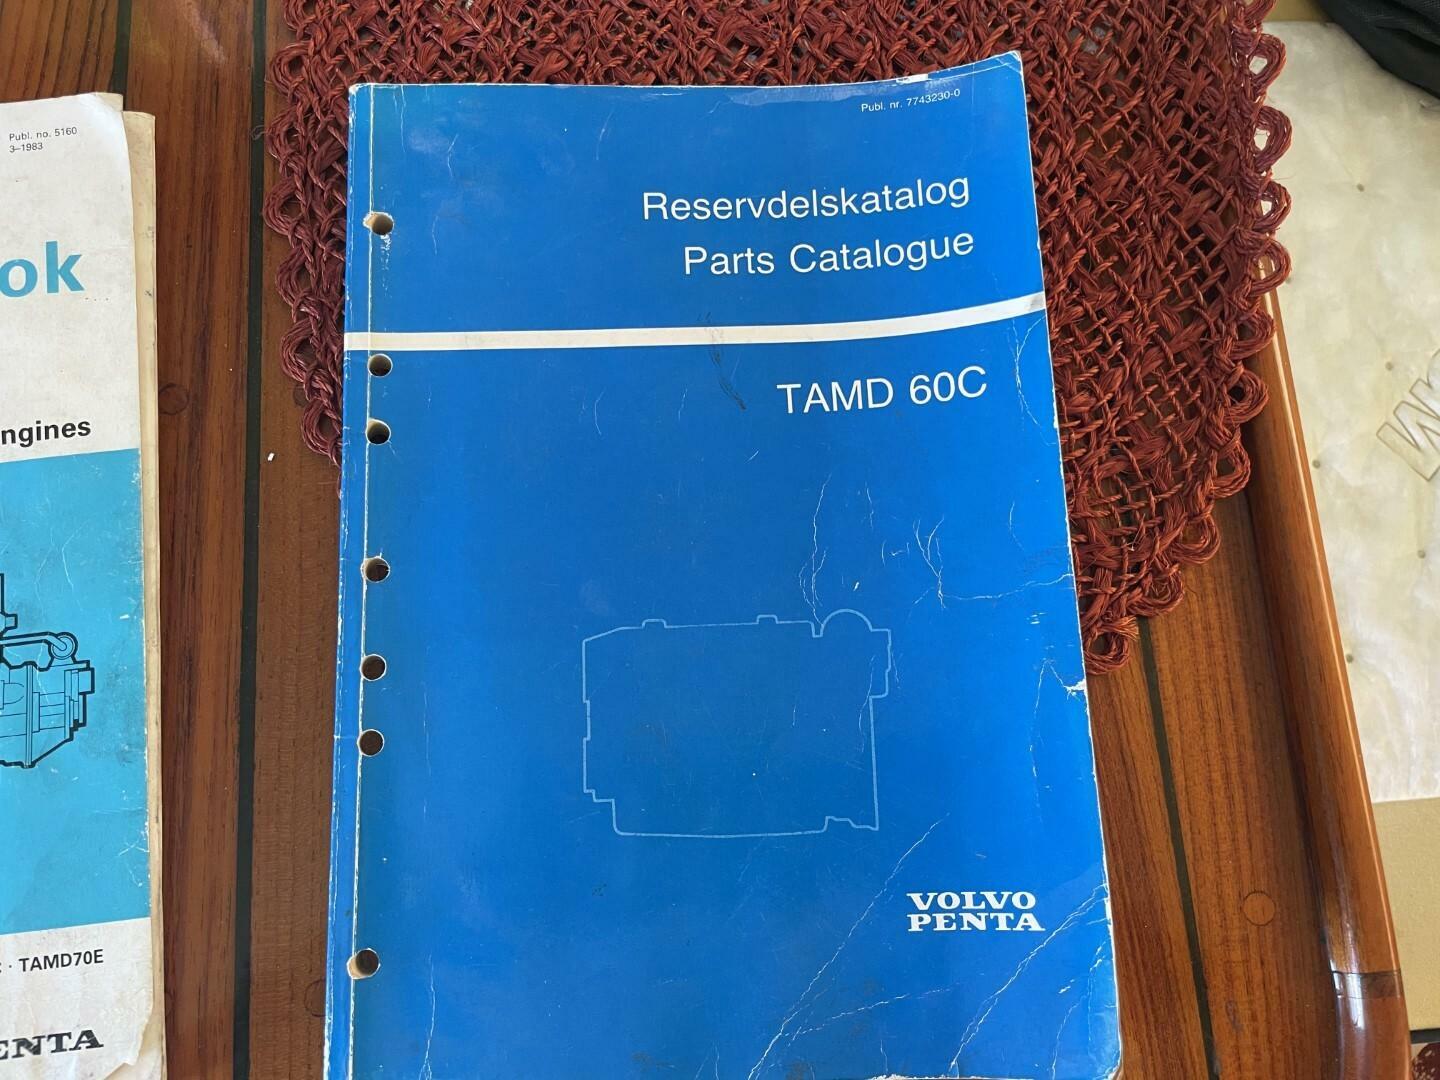 Publ. no. 5160
3–1983
ok
ngines
· TAMD70E
ENTA
Publ. nr. 7743230-0
Reservdelskatalog
Parts Catalogue
TAMD 60C
VOLVO
PENTA